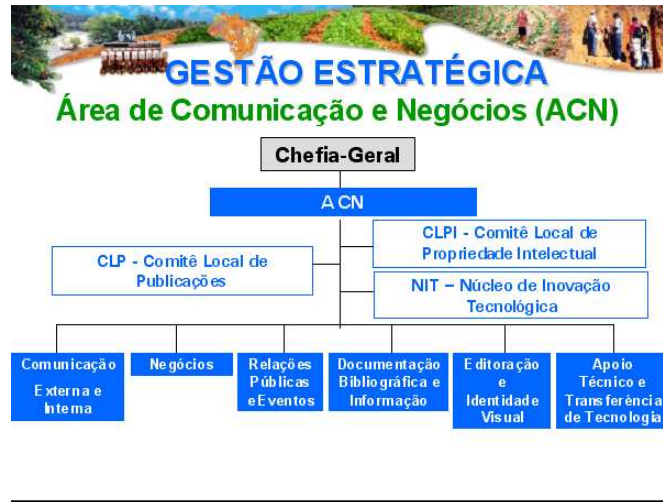 GESTÃO ESTRATÉGICA
Área de Comunicação e Negócios (ACN)
Chefia-Geral
ACN
CLPI - Comitê Local de
Propriedade Intelectual
CLP - Comitê Local de
Publicações
NIT – Núcleo de Inovação
Tecnológica
Comunicação
Externa e
Interna
Negócios
Relações
Públicas
e Eventos
Documentação
Bibliográfica e
Informação
Editoração
e
Identidade
Visual
Apoio
Técnico e
Transferência
de Tecnologia